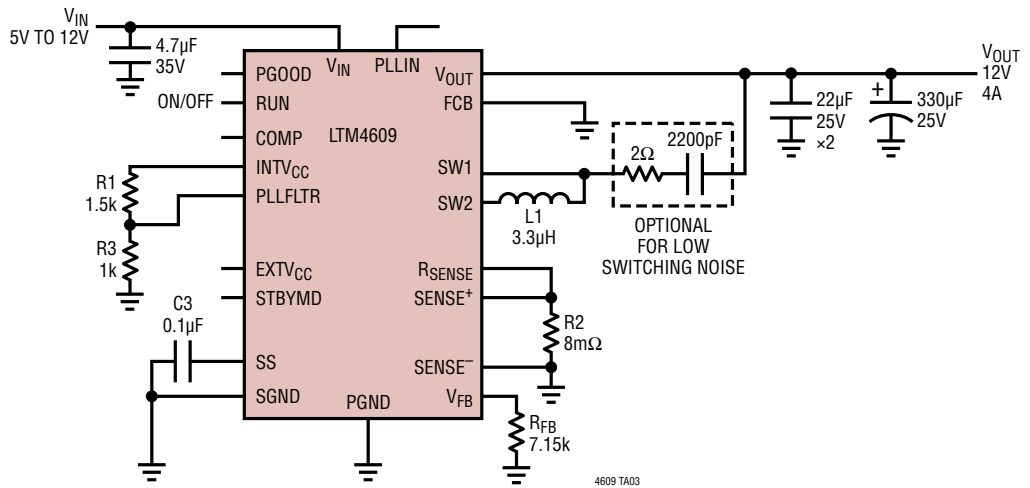 VIN
5V TO 12V
4.7µF
35V
VIN
PLLIN
PGOOD
RUN
ON/OFF
COMP
INTVCC
PLLFLTR
EXTVCC
STBYMD
SS
SGND
PGND
LTM4609
VOUT
FCB
SW1
SW2
RSENSE
SENSE+
SENSE–
VFB
R1
1.5k
R3
1k
C3
0.1µF
L1
3.3µH
2Ω
2200pF
OPTIONAL
FOR LOW
SWITCHING NOISE
22µF
25V
×2
+
330µF
25V
VOUT
12V
4A
R2
8mΩ
RFB
7.15k
4609 TA03